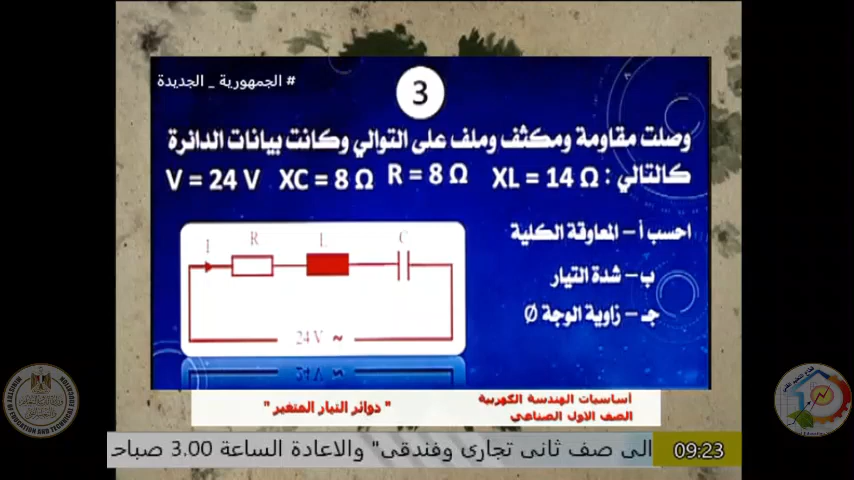 # الجمهورية _ الجديدة
3
وصلت مقاومة ومكثف وملف على التوالي وكانت بيانات الدائرة
كالتالي : XL = 14 Ω R = 8 Ω XC = 8 Ω V = 24 V
احسب أ – المعاوقة الكلية
ب – شدة التيار
جـ – زاوية الوجة Ø
I R L C
24 V ~
أساسيات الهندسة الكهربية
الصف الاول الصناعي
" دوائر التيار المتغير "
الى صف ثانى تجارى وفندقى" والاعادة الساعة 3.00 صباحـ
09:23